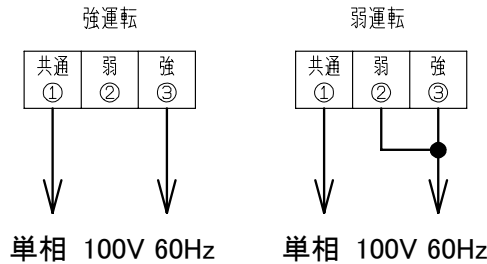 強運転
共通 弱 強
① ② ③
単相 100V 60Hz
弱運転
共通 弱 強
① ② ③
単相 100V 60Hz